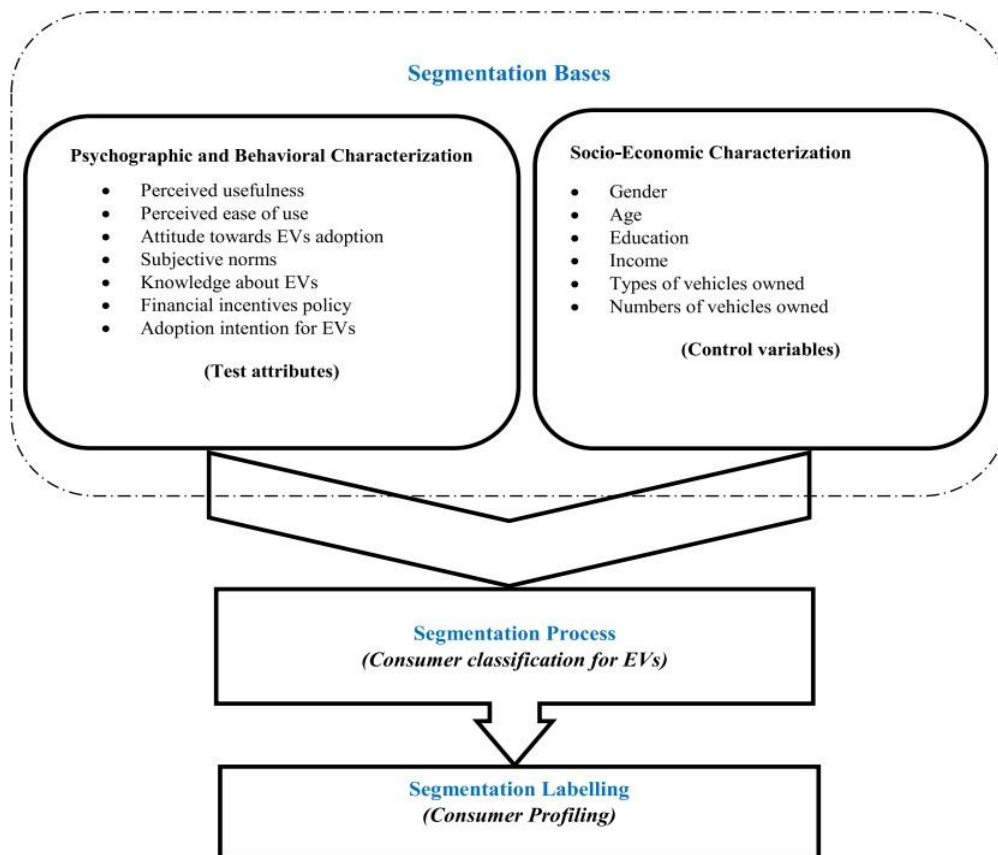 Segmentation Bases
Psychographic and Behavioral Characterization
• Perceived usefulness
• Perceived ease of use
• Attitude towards EVs adoption
• Subjective norms
• Knowledge about EVs
• Financial incentives policy
• Adoption intention for EVs
(Test attributes)
Socio-Economic Characterization
• Gender
• Age
• Education
• Income
• Types of vehicles owned
• Numbers of vehicles owned
(Control variables)
Segmentation Process
(Consumer classification for EVs)
Segmentation Labelling
(Consumer Profiling)